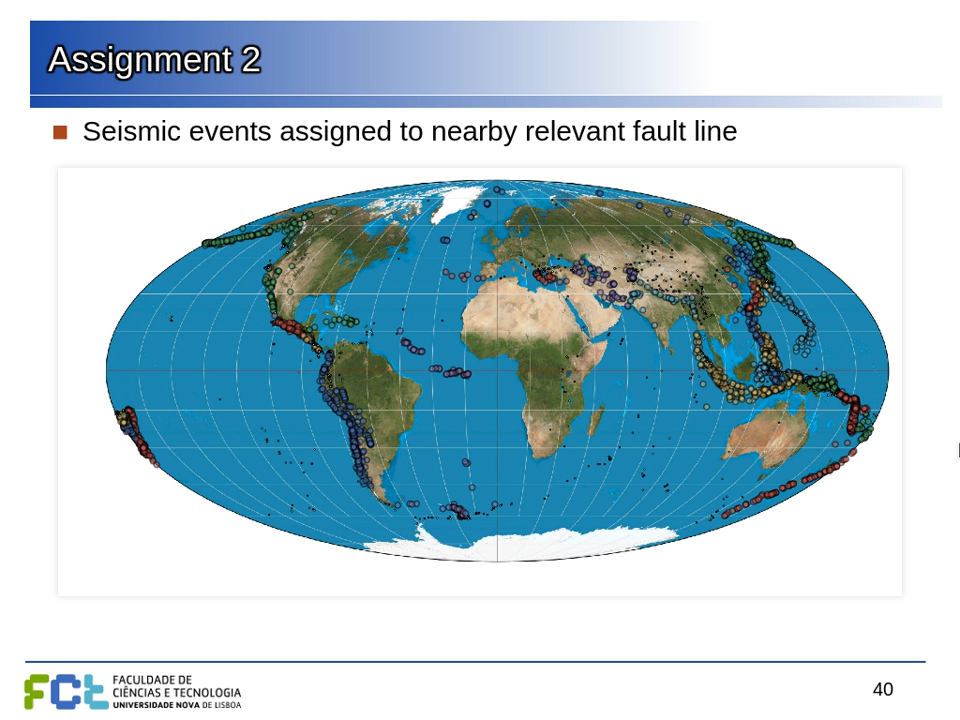 Assignment 2
Seismic events assigned to nearby relevant fault line
FCT
FACULDADE DE
CIÊNCIAS E TECNOLOGIA
UNIVERSIDADE NOVA DE LISBOA
40